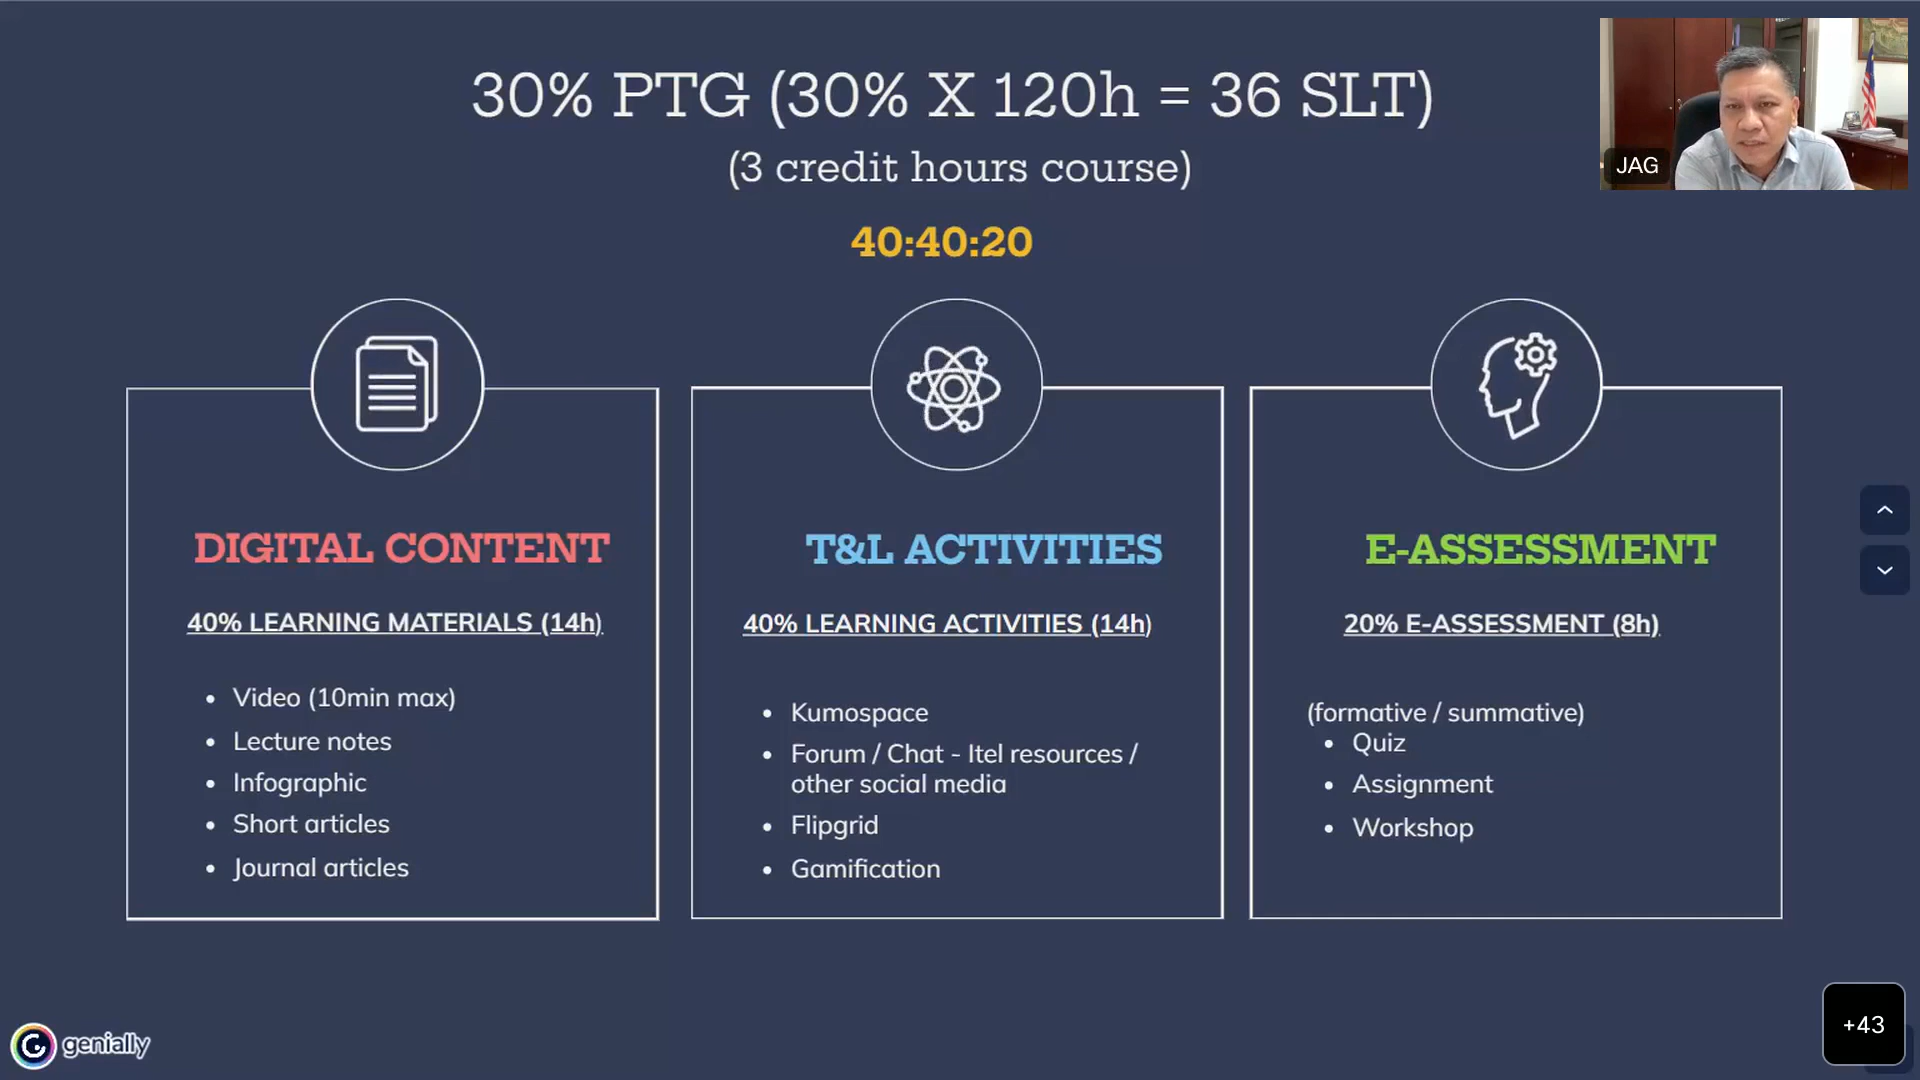 30% PTG (30% X 120h = 36 SLT)
(3 credit hours course)
40:40:20
JAG
DIGITAL CONTENT
40% LEARNING MATERIALS (14h)
• Video (10min max)
• Lecture notes
• Infographic
• Short articles
• Journal articles
T&L ACTIVITIES
40% LEARNING ACTIVITIES (14h)
• Kumospace
• Forum / Chat - Itel resources /
other social media
• Flipgrid
• Gamification
E-ASSESSMENT
20% E-ASSESSMENT (8h)
(formative / summative)
• Quiz
• Assignment
• Workshop
genially
+43